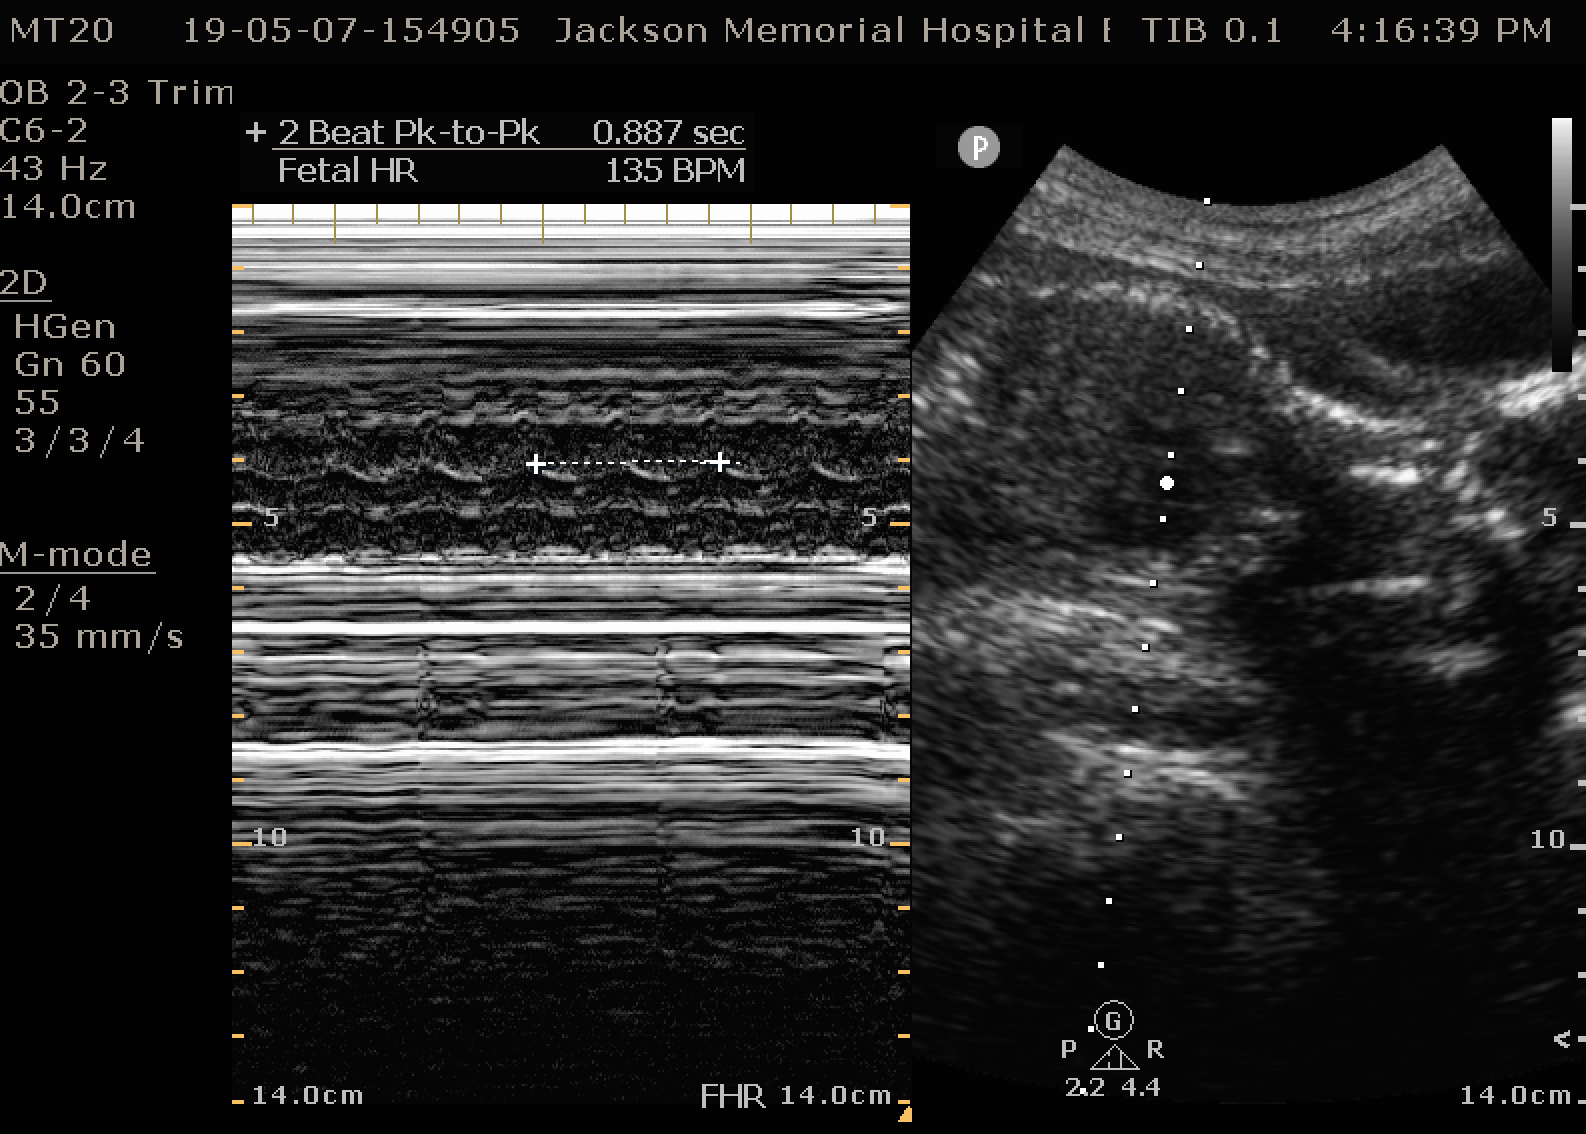 MT20 19-05-07-154905 Jackson Memorial Hospital TIB 0.1 4:16:39 PM
OB 2-3 Trim
C6-2
43 Hz
14.0cm
+ 2 Beat Pk-to-Pk 0.887 sec
Fetal HR 135 BPM
P
2D
HGen
Gn 60
55
3/3/4
M-mode
2/4
35 mm/s
5 5 5
10 10 10
G
P R
2.2 4.4
<
14.0cm FHR 14.0cm 14.0cm